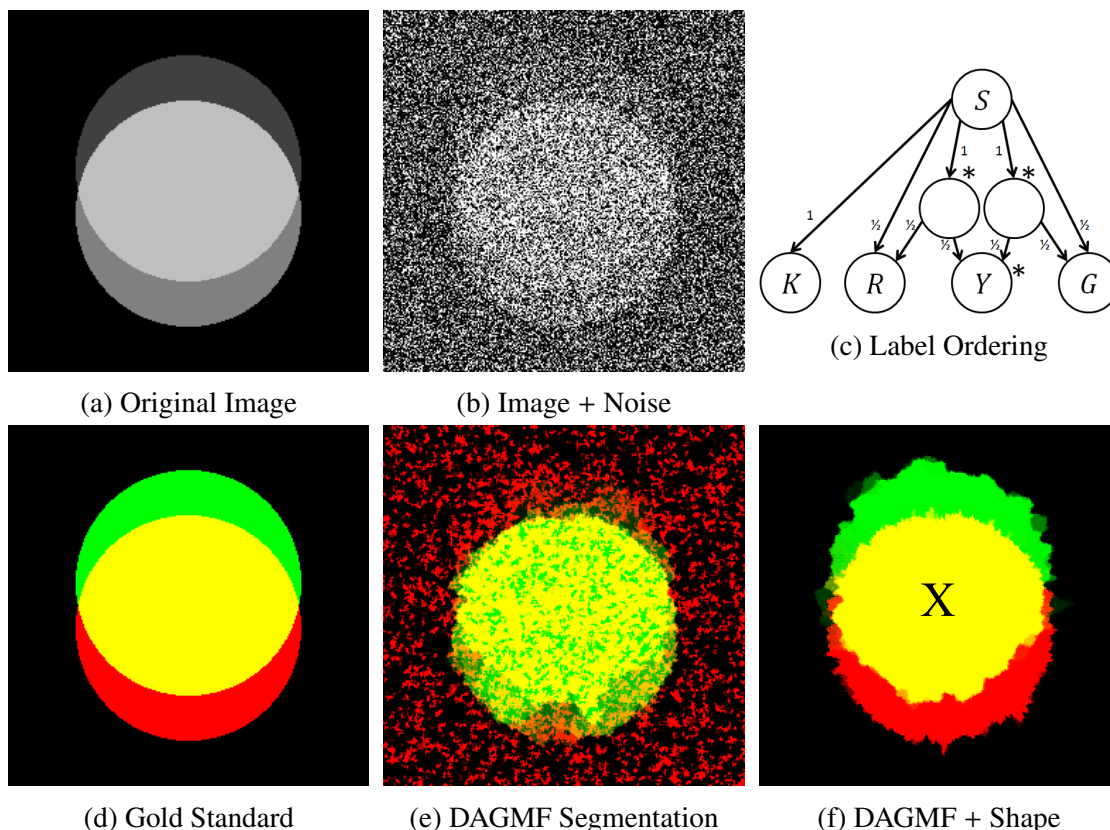 S
1
1
*
*
1
½
½
½
½
½
½
K
R
Y
*
G
(c) Label Ordering
(a) Original Image
(b) Image + Noise
X
(d) Gold Standard
(e) DAGMF Segmentation
(f) DAGMF + Shape